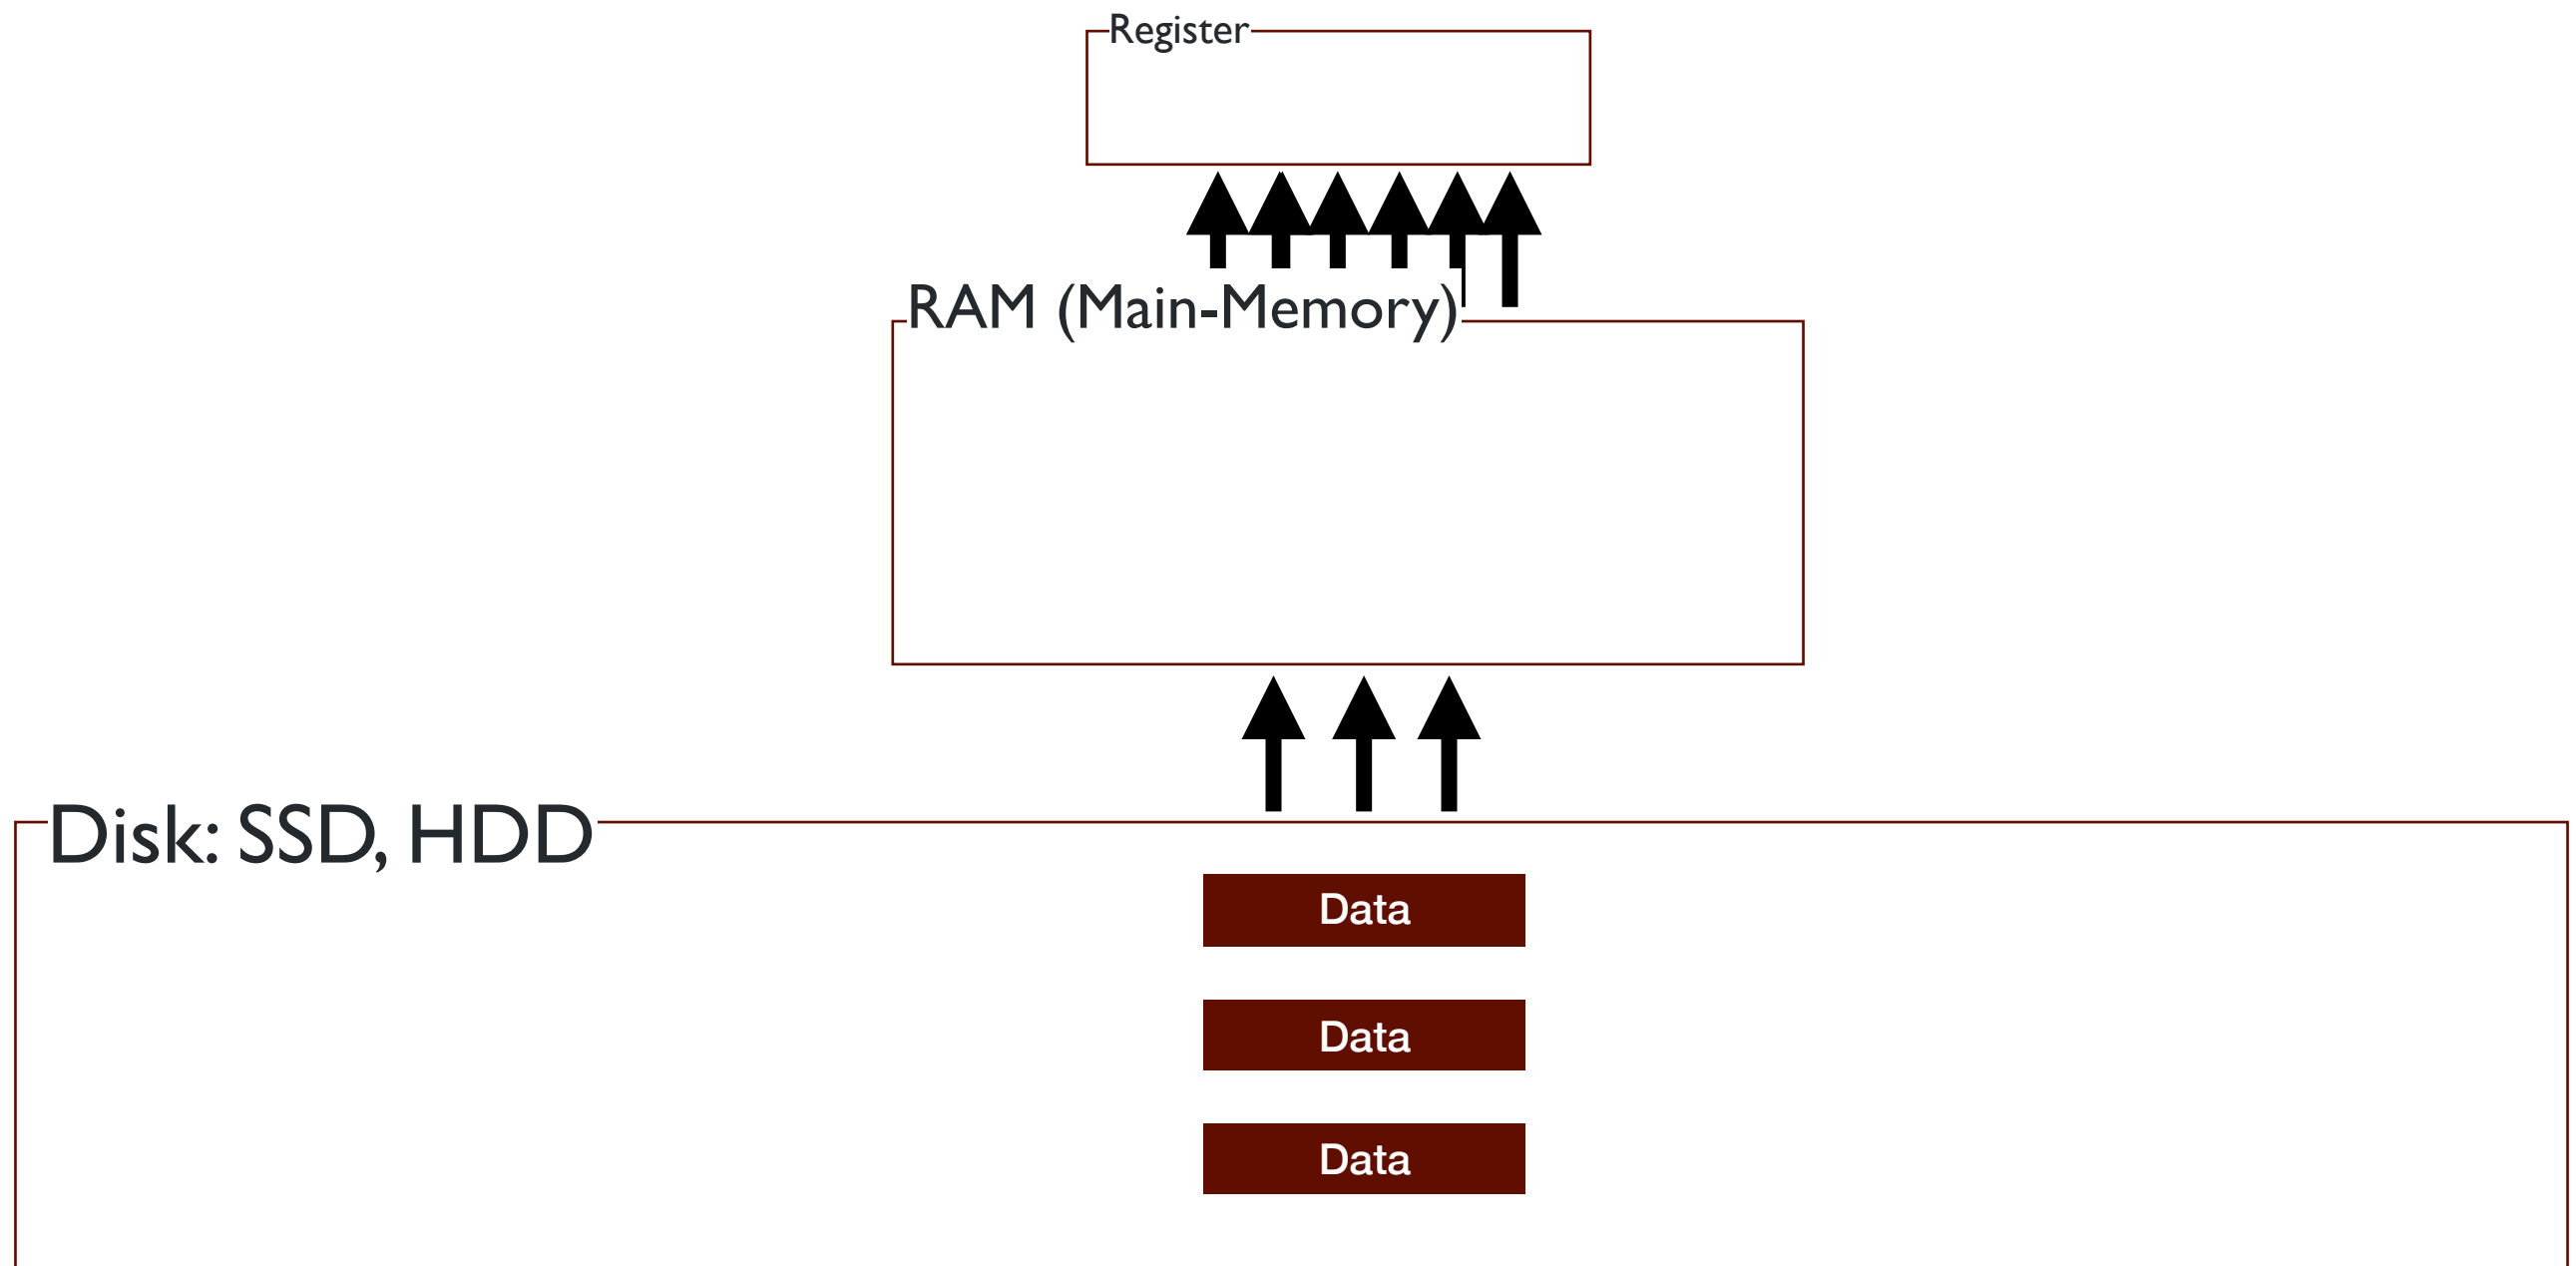 Register
RAM (Main-Memory)
Disk: SSD, HDD
Data
Data
Data